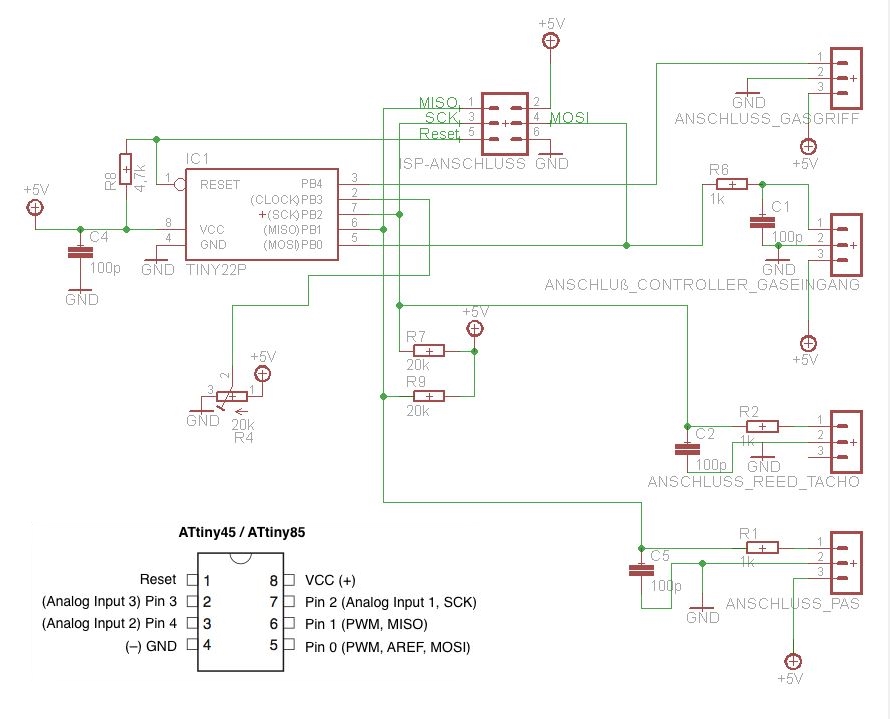 +5V
MISO 1 2
SCK 3 + 4 MOSI
Reset 5 6
ISP-ANSCHLUSS GND
1
2 +
3
GND
ANSCHLUSS_GASGRIFF
+5V
R8
4,7k
IC1
1 RESET PB4 3
(CLOCK)PB3 2
+(SCK)PB2 7
8 VCC (MISO)PB1 6
4 GND (MOSI)PB0 5
TINY22P
+5V
C4
100p
GND
GND
R6
1k
C1
100p
GND
1
2 +
3
ANSCHLUß_CONTROLLER_GASEINGANG
+5V
+5V
R7
20k
R9
20k
+5V
2
3 1
GND
20k
R4
R2
1k
C2
100p
GND
1
2 +
3
ANSCHLUSS_REED_TACHO
R1
1k
C5
100p
GND
1
2 +
3
ANSCHLUSS_PAS
+5V
ATtiny45 / ATtiny85
Reset 1 8 VCC (+)
(Analog Input 3) Pin 3 2 7 Pin 2 (Analog Input 1, SCK)
(Analog Input 2) Pin 4 3 6 Pin 1 (PWM, MISO)
(–) GND 4 5 Pin 0 (PWM, AREF, MOSI)